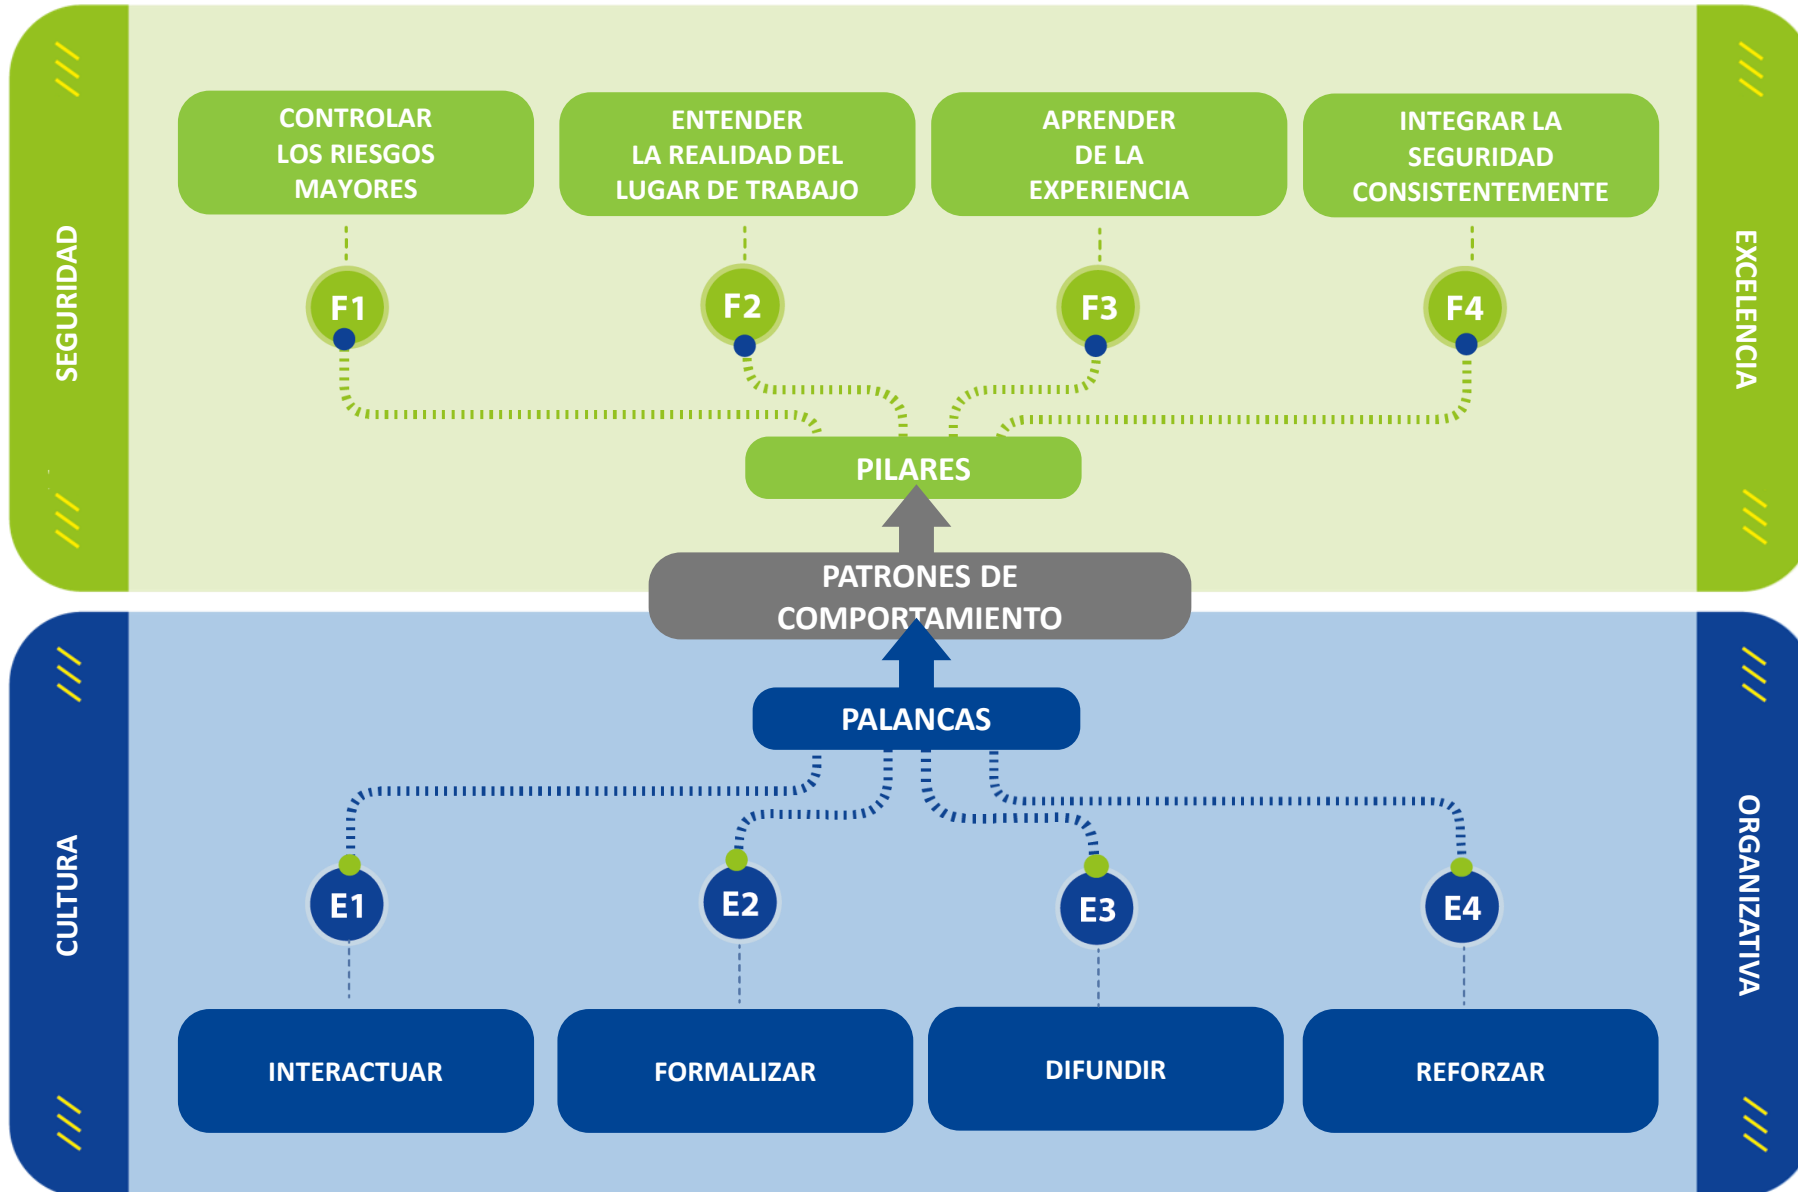 SEGURIDAD
EXCELENCIA
CONTROLAR
LOS RIESGOS
MAYORES
ENTENDER
LA REALIDAD DEL
LUGAR DE TRABAJO
APRENDER
DE LA
EXPERIENCIA
INTEGRAR LA
SEGURIDAD
CONSISTENTEMENTE
F1
F2
F3
F4
PILARES
PATRONES DE
COMPORTAMIENTO
PALANCAS
CULTURA
ORGANIZATIVA
E1
E2
E3
E4
INTERACTUAR
FORMALIZAR
DIFUNDIR
REFORZAR